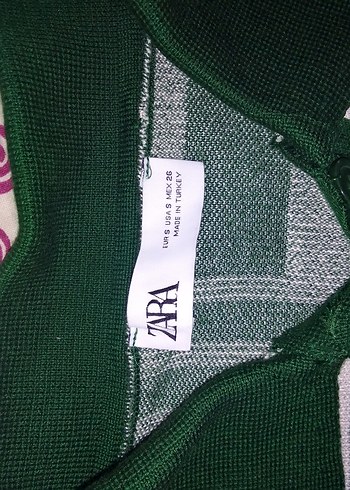 EUR S USA S MEX 26
MADE IN TURKEY
ZARA